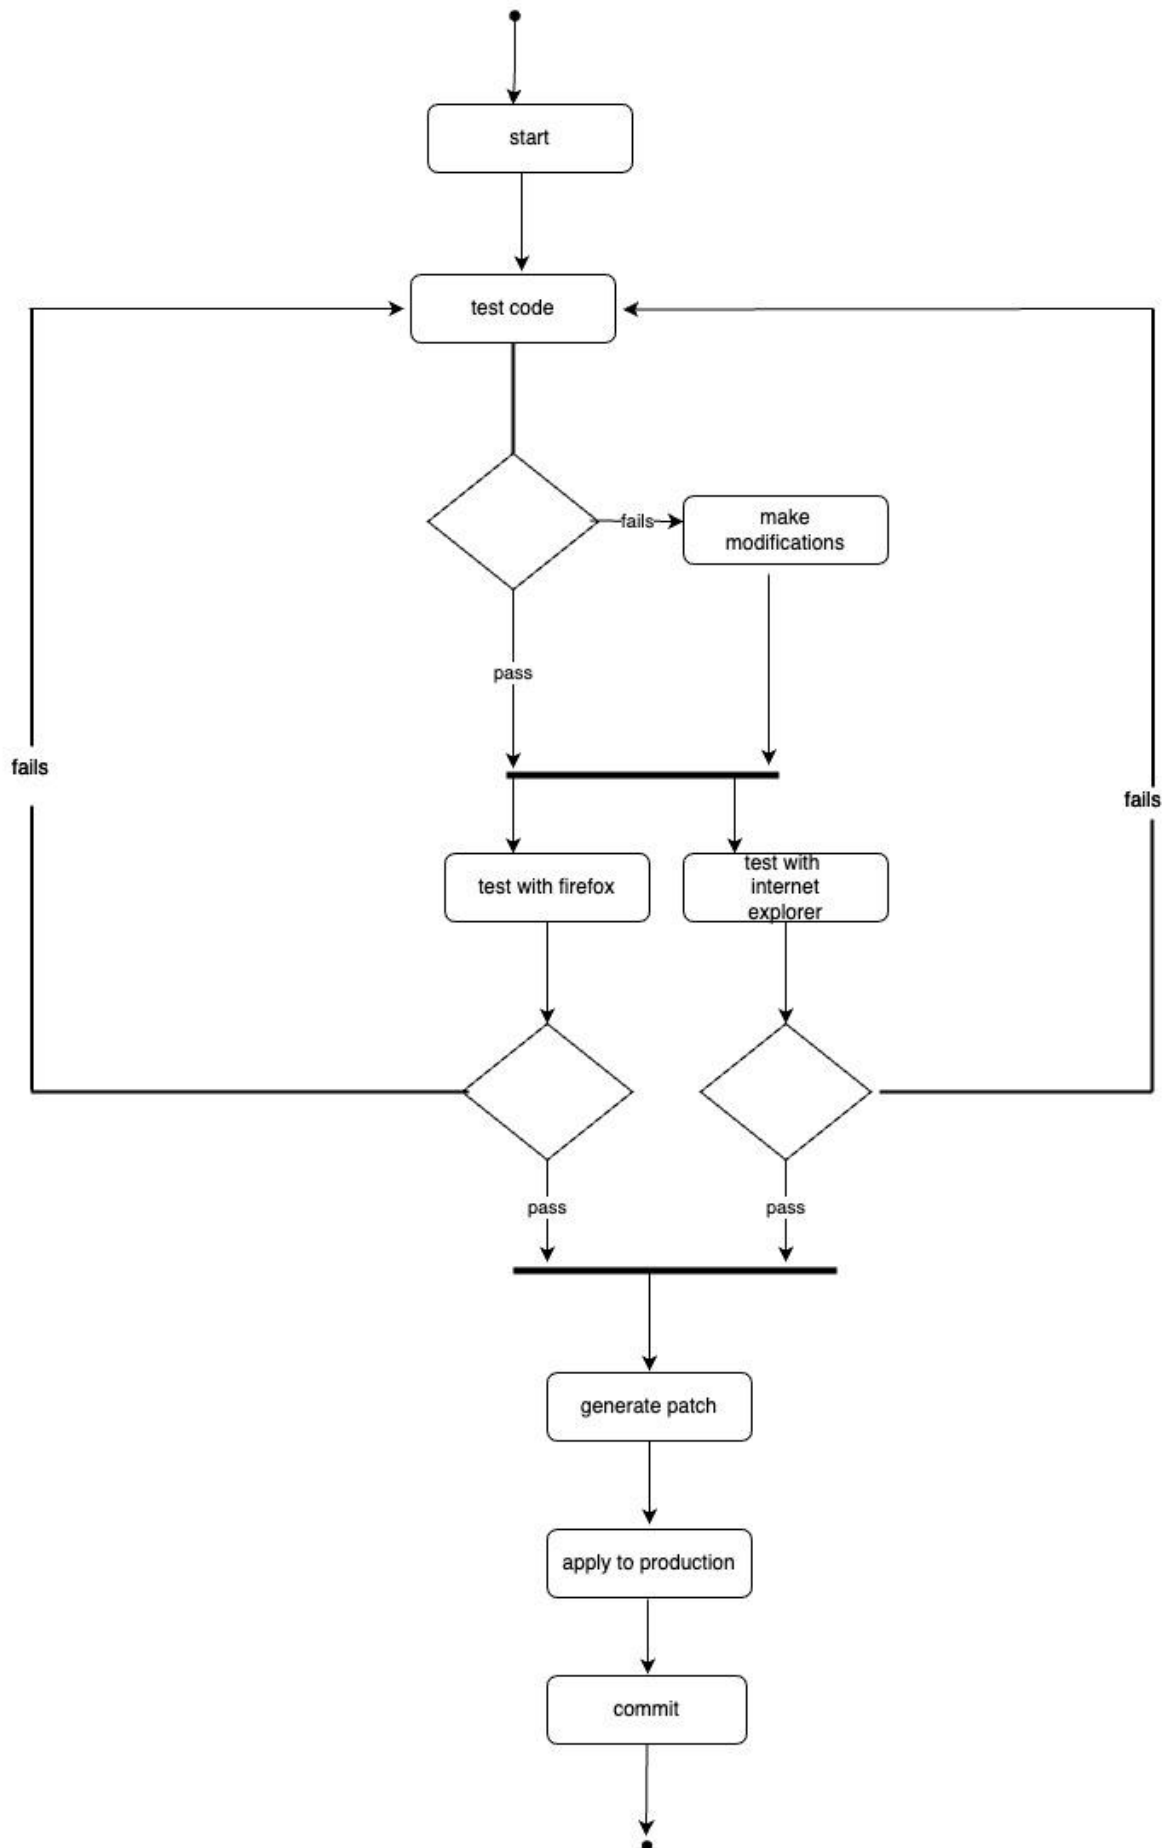 start
test code
fails
make
modifications
pass
fails
fails
test with firefox
test with
internet
explorer
pass
pass
generate patch
apply to production
commit